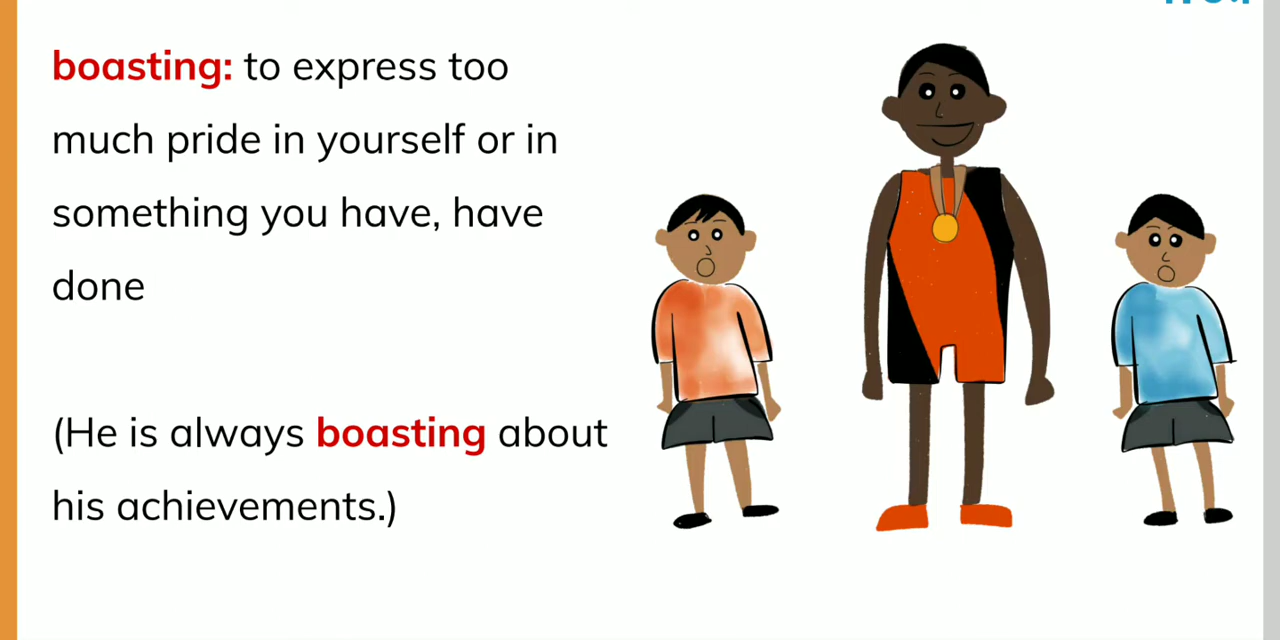 boasting: to express too
much pride in yourself or in
something you have, have
done
(He is always boasting about
his achievements.)